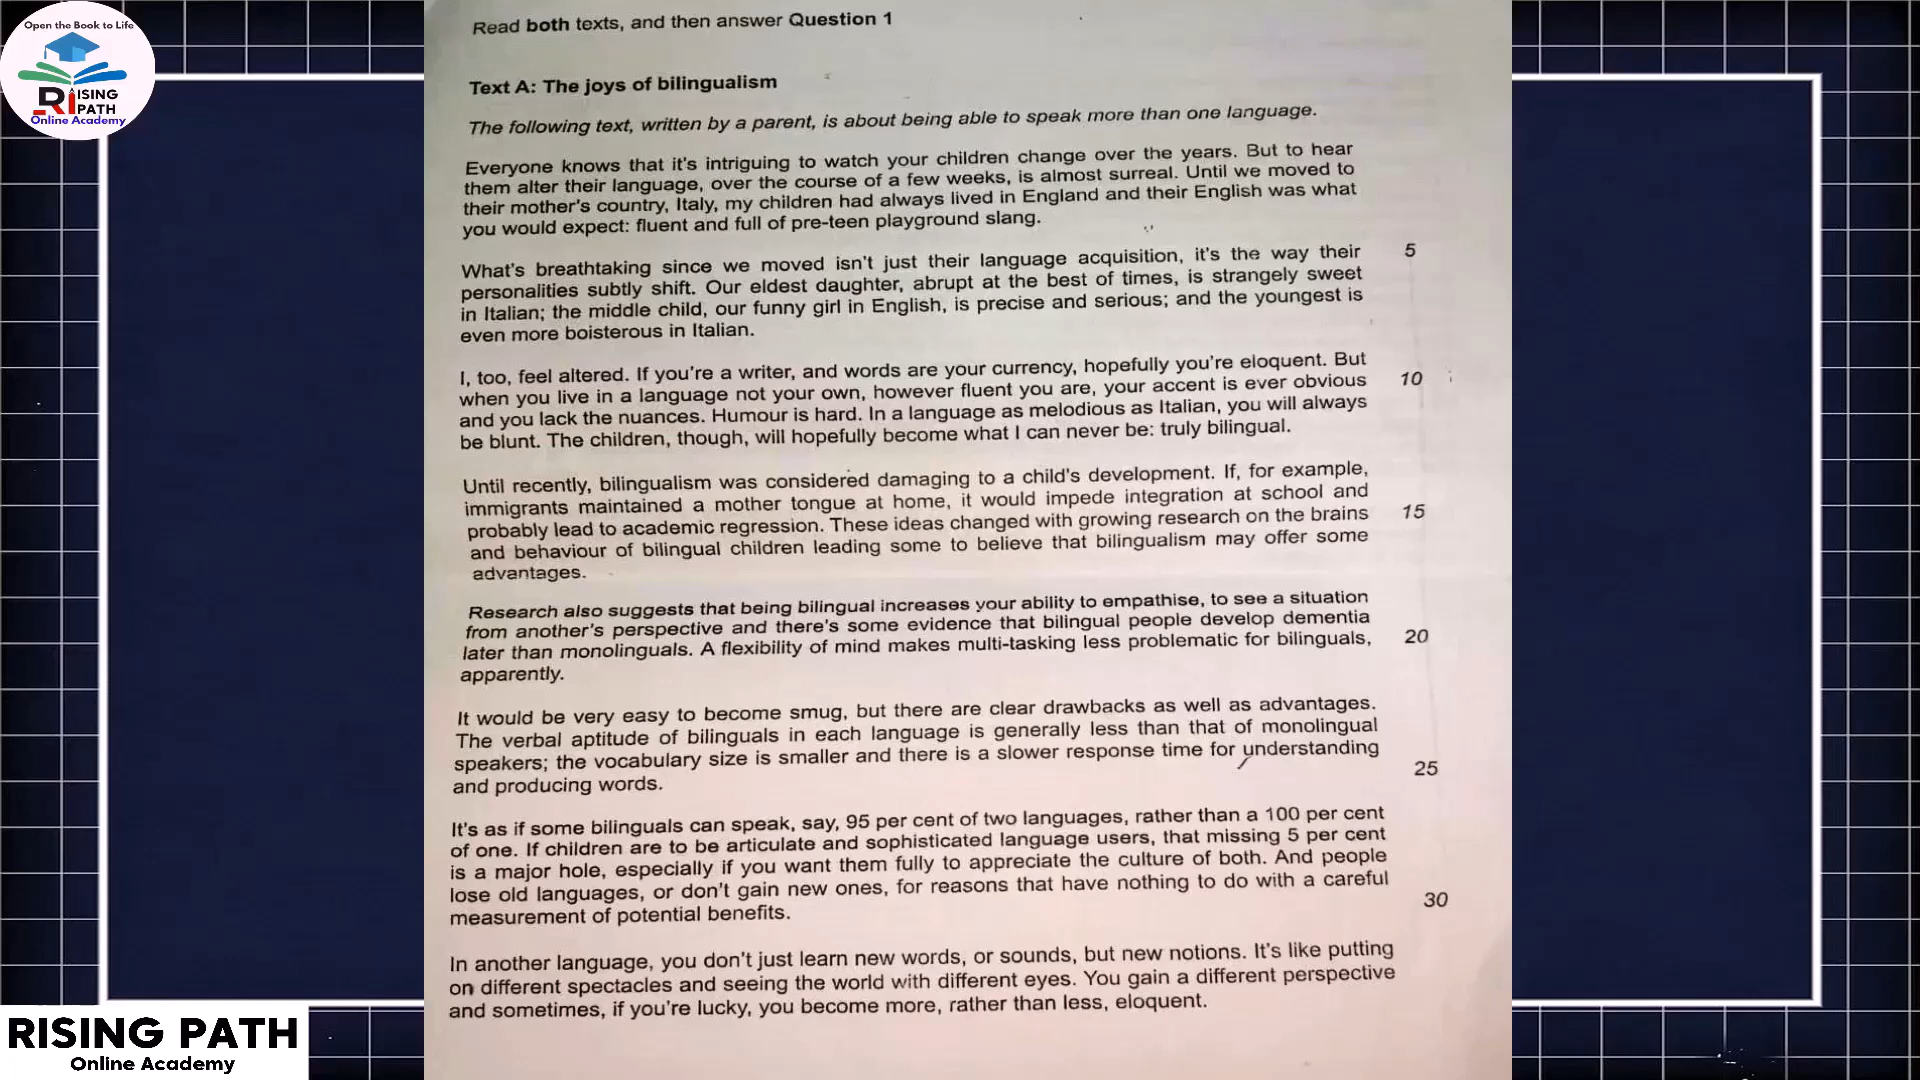 Open the Book to Life
RISING
PATH
Online Academy
Read both texts, and then answer Question 1
Text A: The joys of bilingualism
The following text, written by a parent, is about being able to speak more than one language.
Everyone knows that it's intriguing to watch your children change over the years. But to hear
them alter their language, over the course of a few weeks, is almost surreal. Until we moved to
their mother's country, Italy, my children had always lived in England and their English was what
you would expect: fluent and full of pre-teen playground slang.
What's breathtaking since we moved isn't just their language acquisition, it's the way their 5
personalities subtly shift. Our eldest daughter, abrupt at the best of times, is strangely sweet
in Italian; the middle child, our funny girl in English, is precise and serious; and the youngest is
even more boisterous in Italian.
I, too, feel altered. If you're a writer, and words are your currency, hopefully you're eloquent. But
when you live in a language not your own, however fluent you are, your accent is ever obvious 10
and you lack the nuances. Humour is hard. In a language as melodious as Italian, you will always
be blunt. The children, though, will hopefully become what I can never be: truly bilingual.
Until recently, bilingualism was considered damaging to a child's development. If, for example,
immigrants maintained a mother tongue at home, it would impede integration at school and
probably lead to academic regression. These ideas changed with growing research on the brains 15
and behaviour of bilingual children leading some to believe that bilingualism may offer some
advantages.
Research also suggests that being bilingual increases your ability to empathise, to see a situation
from another's perspective and there's some evidence that bilingual people develop dementia
later than monolinguals. A flexibility of mind makes multi-tasking less problematic for bilinguals, 20
apparently.
It would be very easy to become smug, but there are clear drawbacks as well as advantages.
The verbal aptitude of bilinguals in each language is generally less than that of monolingual
speakers; the vocabulary size is smaller and there is a slower response time for understanding
and producing words. 25
It's as if some bilinguals can speak, say, 95 per cent of two languages, rather than a 100 per cent
of one. If children are to be articulate and sophisticated language users, that missing 5 per cent
is a major hole, especially if you want them fully to appreciate the culture of both. And people
lose old languages, or don't gain new ones, for reasons that have nothing to do with a careful
measurement of potential benefits. 30
In another language, you don't just learn new words, or sounds, but new notions. It's like putting
on different spectacles and seeing the world with different eyes. You gain a different perspective
and sometimes, if you're lucky, you become more, rather than less, eloquent.
RISING PATH
Online Academy